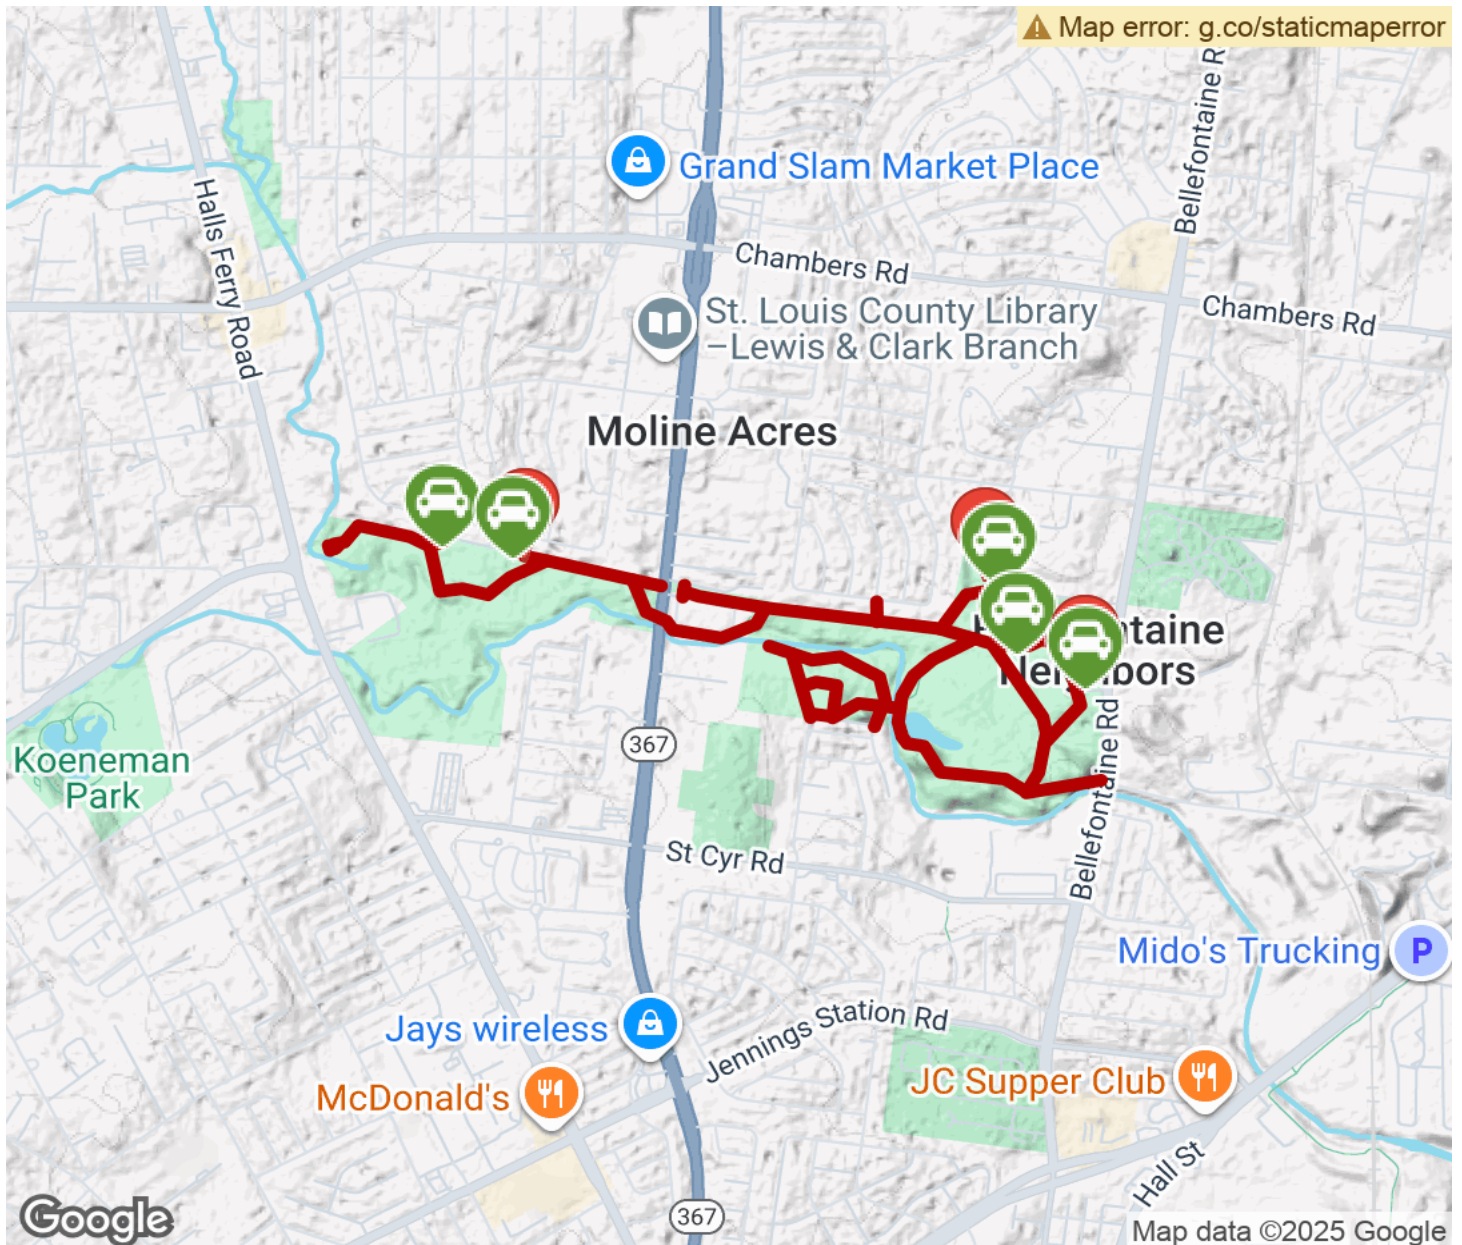 Map error: g.co/staticmaperror
Bellefontaine R
Grand Slam Market Place
Halls Ferry Road
Chambers Rd
St. Louis County Library
–Lewis & Clark Branch
Chambers Rd
Moline Acres
ntaine
Ne
bors
Koeneman
Park
367
Bellefontaine Rd
St Cyr Rd
Mido's Trucking
P
Jays wireless
Jennings Station Rd
McDonald's
JC Supper Club
Hall St
367
Google
Map data ©2025 Google